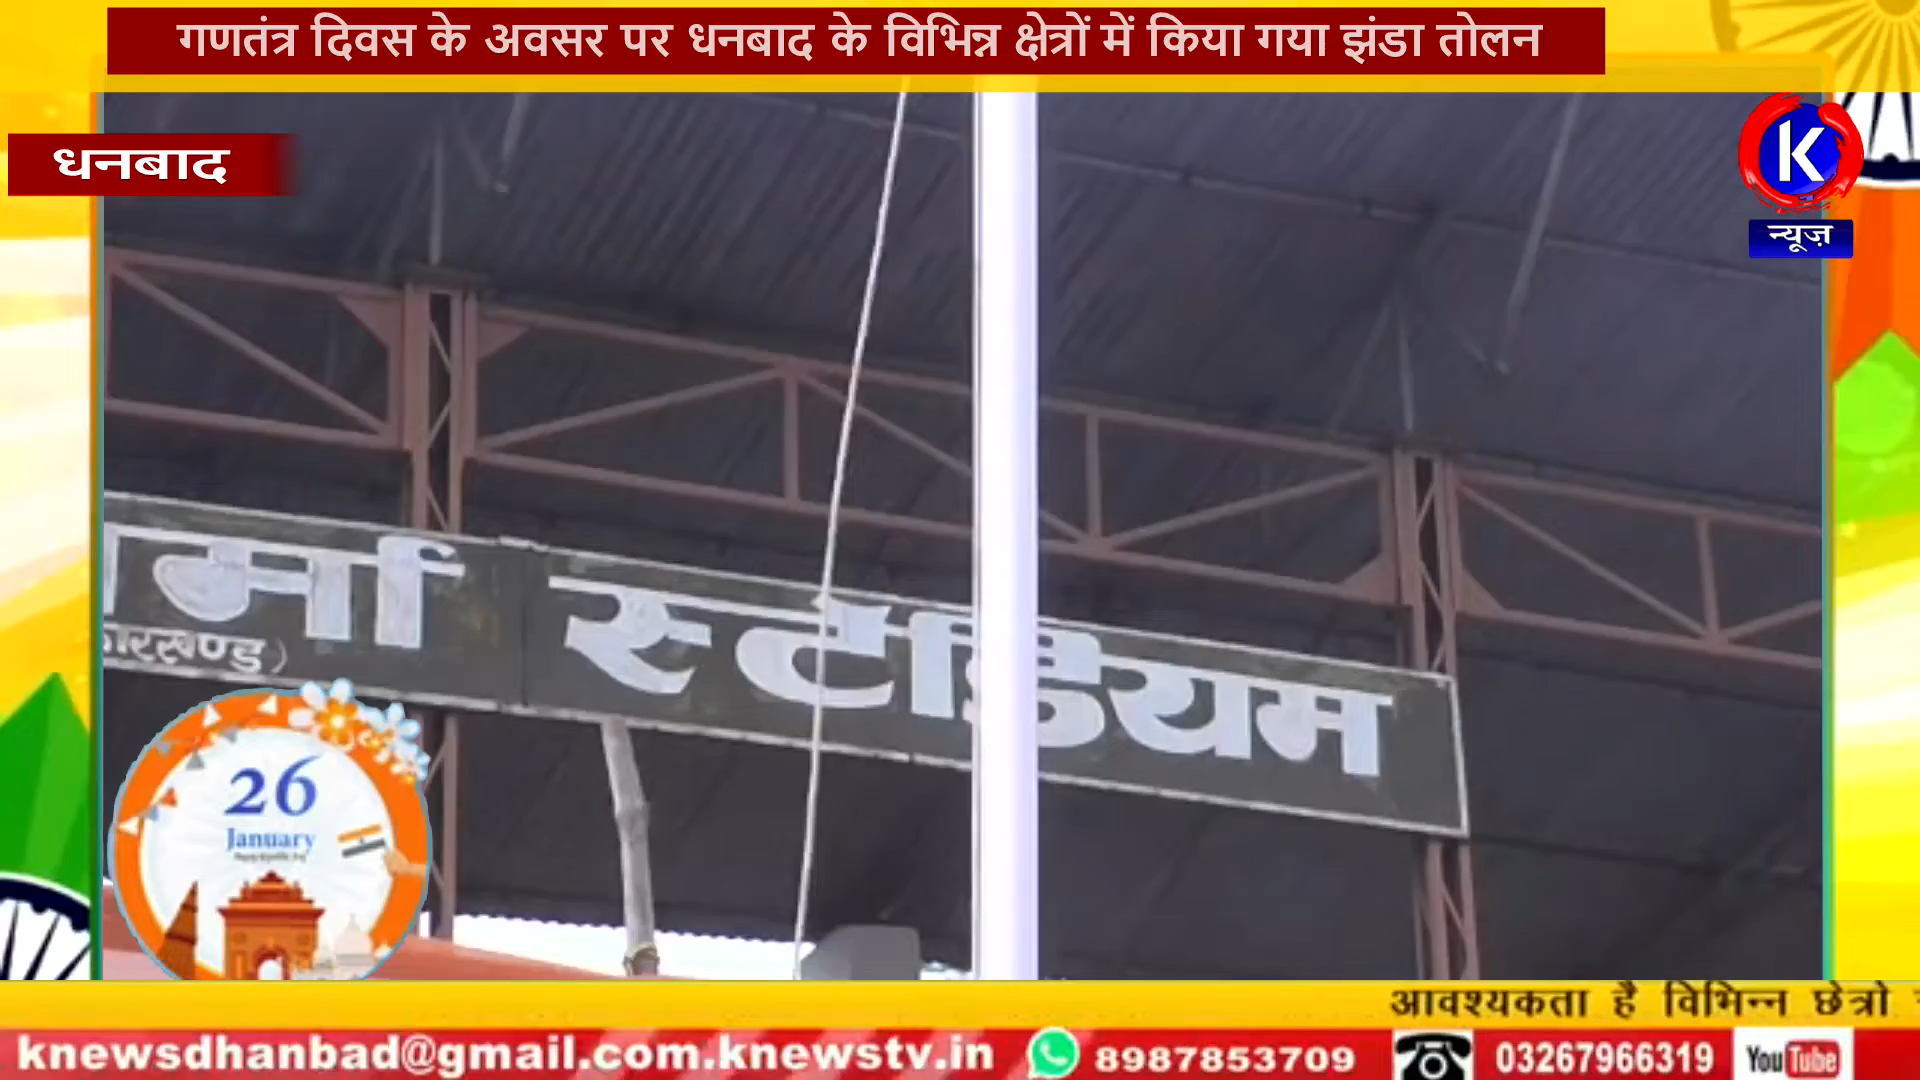 गणतंत्र दिवस के अवसर पर धनबाद के विभिन्न क्षेत्रों में किया गया झंडा तोलन
धनबाद
K
न्यूज़
र्मा स्टेडियम
26
January
आवश्यकता है विभिन्न छेत्रो
knewsdhanbad@gmail.com.knewstv.in 8987853709 03267966319 YouTube